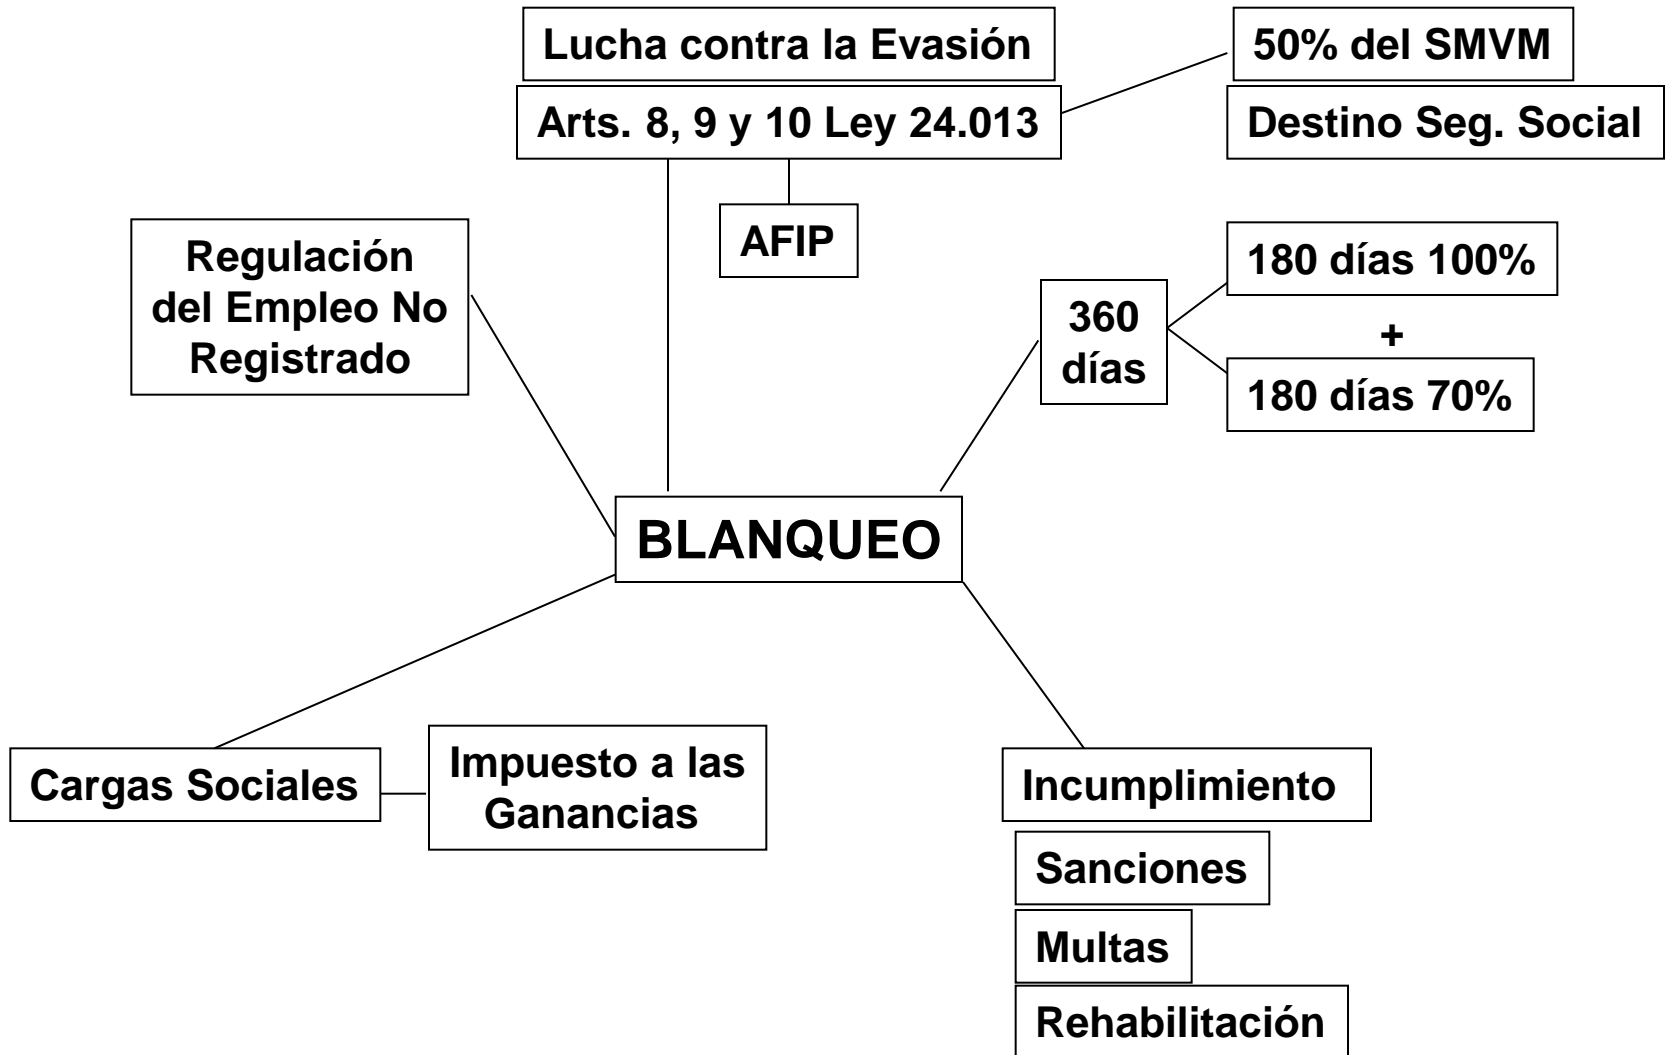 Lucha contra la Evasión
50% del SMVM
Arts. 8, 9 y 10 Ley 24.013
Destino Seg. Social
AFIP
Regulación
del Empleo No
Registrado
360
días
180 días 100%
+
180 días 70%
BLANQUEO
Cargas Sociales
Impuesto a las
Ganancias
Incumplimiento
Sanciones
Multas
Rehabilitación